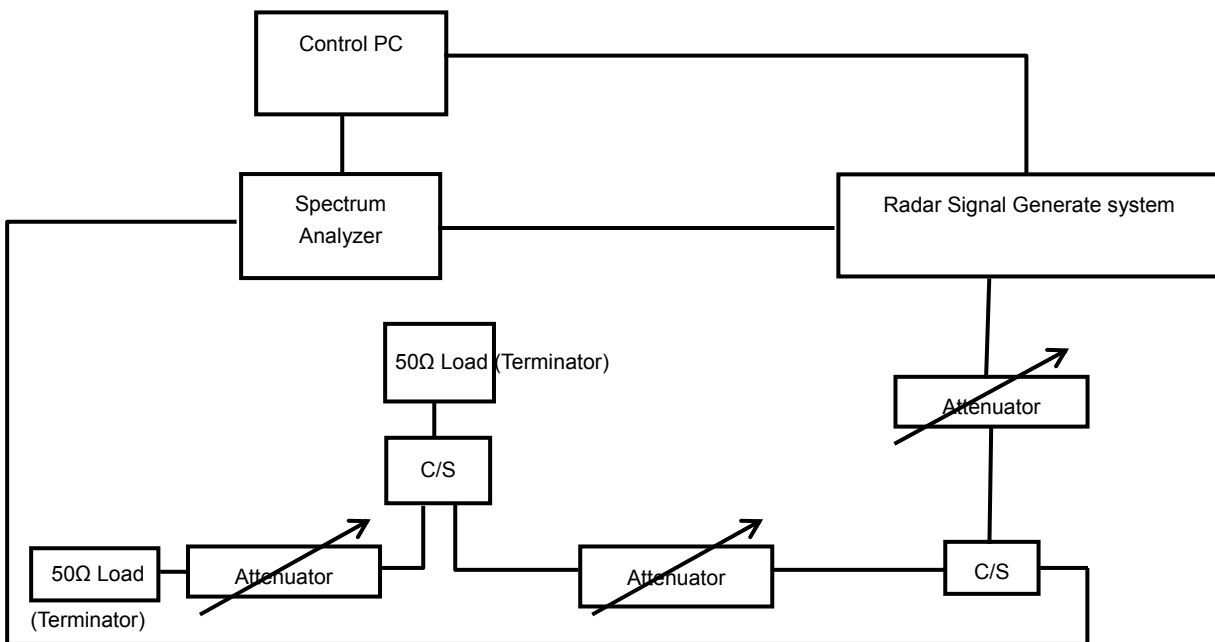 Control PC
Spectrum
Analyzer
Radar Signal Generate system
50Ω Load (Terminator)
Attenuator
C/S
50Ω Load
(Terminator)
Attenuator
Attenuator
C/S